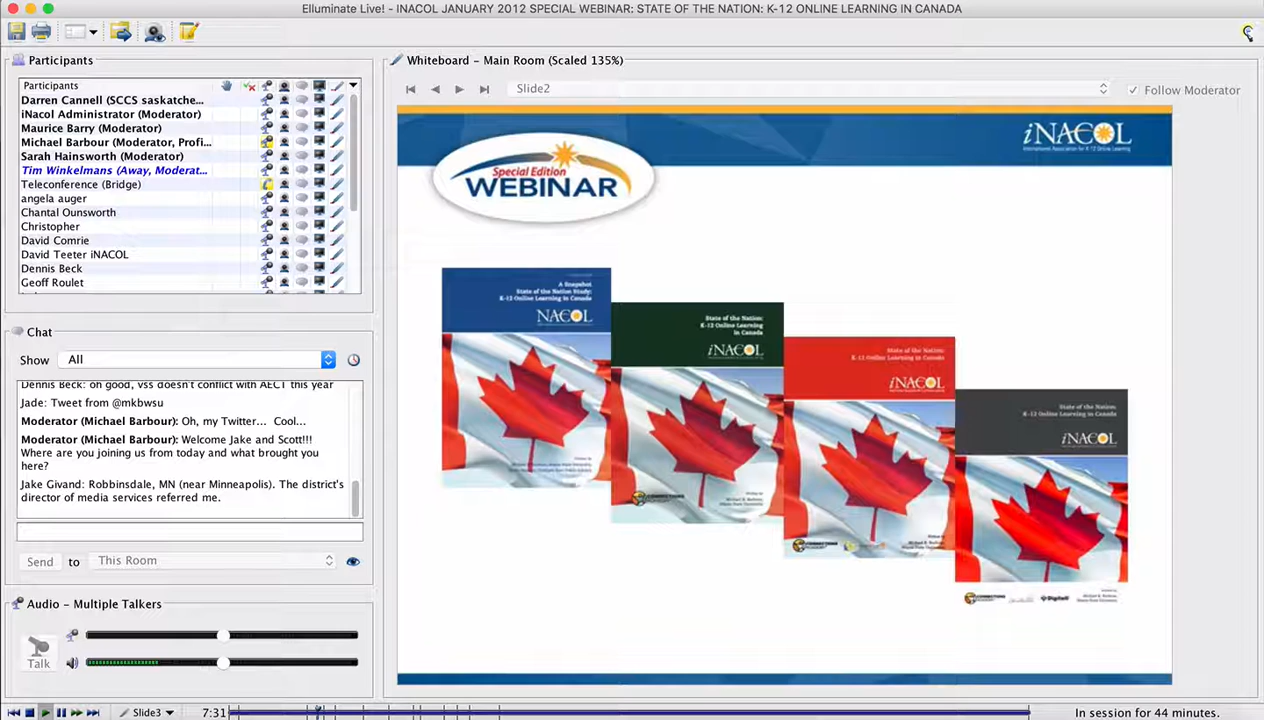 Elluminate Live! - INACOL JANUARY 2012 SPECIAL WEBINAR: STATE OF THE NATION: K-12 ONLINE LEARNING IN CANADA
Participants
Participants
Darren Cannell (SCCS saskatche...
iNacol Administrator (Moderator)
Maurice Barry (Moderator)
Michael Barbour (Moderator, Profi...
Sarah Hainsworth (Moderator)
Tim Winkelmans (Away, Moderat...
Teleconference (Bridge)
angela auger
Chantal Ounsworth
Christopher
David Comrie
David Teeter iNACOL
Dennis Beck
Geoff Roulet
Chat
Show All
Dennis Beck: oh good, vss doesn't conflict with AECT this year
Jade: Tweet from @mkbwsu
Moderator (Michael Barbour): Oh, my Twitter... Cool...
Moderator (Michael Barbour): Welcome Jake and Scott!!!
Where are you joining us from today and what brought you
here?
Jake Givand: Robbinsdale, MN (near Minneapolis). The district's
director of media services referred me.
Send to This Room
Audio - Multiple Talkers
Talk
Whiteboard - Main Room (Scaled 135%)
Slide2
Follow Moderator
iNACOL
International Association for K-12 Online Learning
Special Edition
WEBINAR
A Snapshot
State of the Nation Study:
K-12 Online Learning in Canada
NACOL
State of the Nation:
K-12 Online Learning
in Canada
iNACOL
State of the Nation:
K-12 Online Learning in Canada
iNACOL
State of the Nation:
K-12 Online Learning in Canada
iNACOL
Slide3
7:31
In session for 44 minutes.